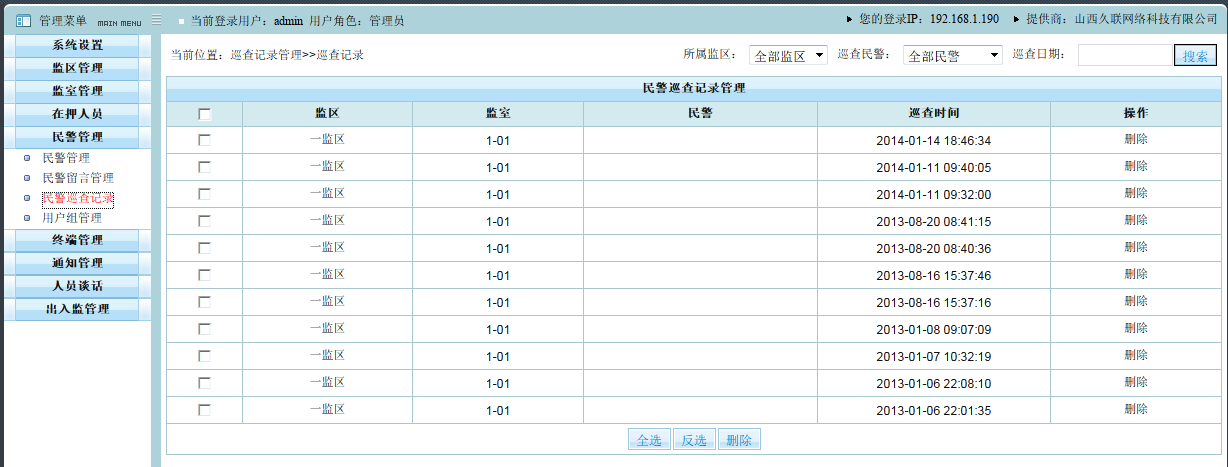 管理菜单 MAIN MENU 当前登录用户：admin 用户角色：管理员 您的登录IP：192.168.1.190 提供商：山西久联网络科技有限公司
系统设置
监区管理
监室管理
在押人员
民警管理
民警管理
民警留言管理
民警巡查记录
用户组管理
终端管理
通知管理
人员谈话
出入监管理
当前位置：巡查记录管理>>巡查记录 所属监区： 全部监区 巡查民警： 全部民警 巡查日期： 搜索
民警巡查记录管理
监区 监室 民警 巡查时间 操作
一监区 1-01 2014-01-14 18:46:34 删除
一监区 1-01 2014-01-11 09:40:05 删除
一监区 1-01 2014-01-11 09:32:00 删除
一监区 1-01 2013-08-20 08:41:15 删除
一监区 1-01 2013-08-20 08:40:36 删除
一监区 1-01 2013-08-16 15:37:46 删除
一监区 1-01 2013-08-16 15:37:16 删除
一监区 1-01 2013-01-08 09:07:09 删除
一监区 1-01 2013-01-07 10:32:19 删除
一监区 1-01 2013-01-06 22:08:10 删除
一监区 1-01 2013-01-06 22:01:35 删除
全选 反选 删除